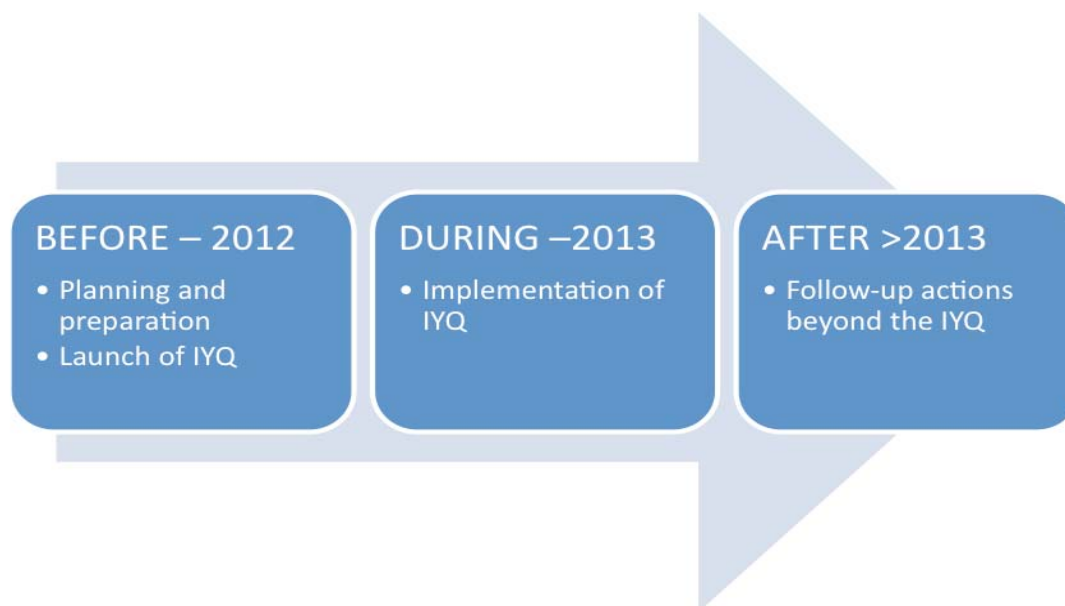 BEFORE – 2012
• Planning and
preparation
• Launch of IYQ
DURING –2013
• Implementation of
IYQ
AFTER >2013
• Follow-up actions
beyond the IYQ